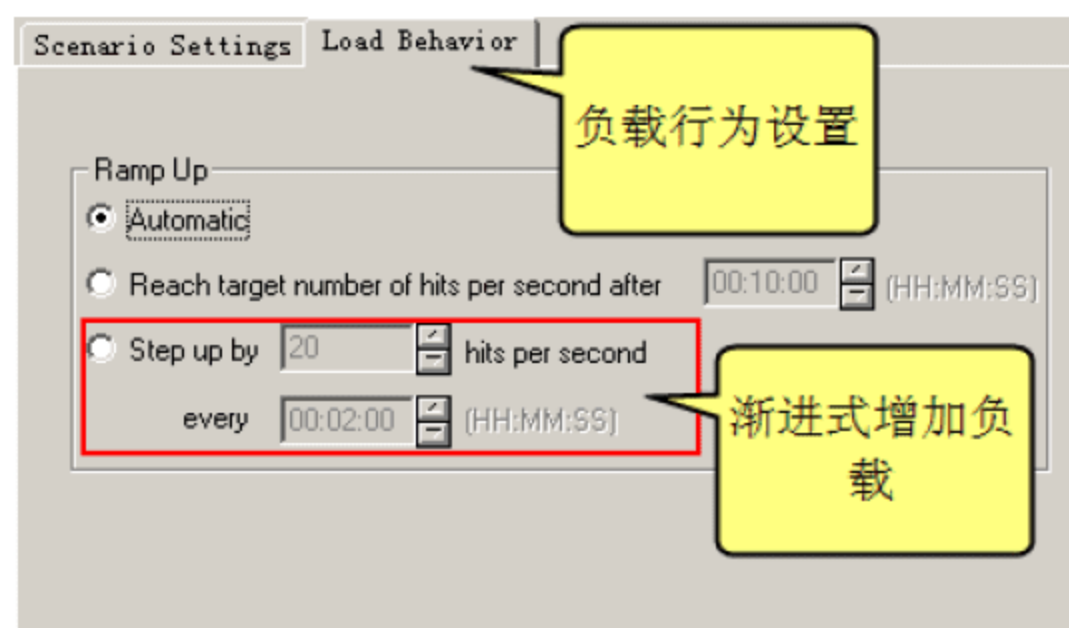 Scenario Settings Load Behavior
负载行为设置
Ramp Up
Automatic
Reach target number of hits per second after 00:10:00 (HH:MM:SS)
Step up by 20 hits per second
every 00:02:00 (HH:MM:SS)
渐进式增加负
载